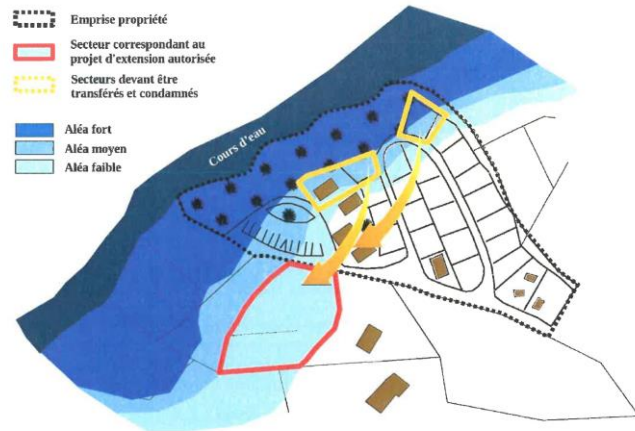 Emprise propriété
Secteur correspondant au
projet d'extension autorisée
Secteurs devant être
transférés et condamnés
Aléa fort
Aléa moyen
Aléa faible
Cours d'eau